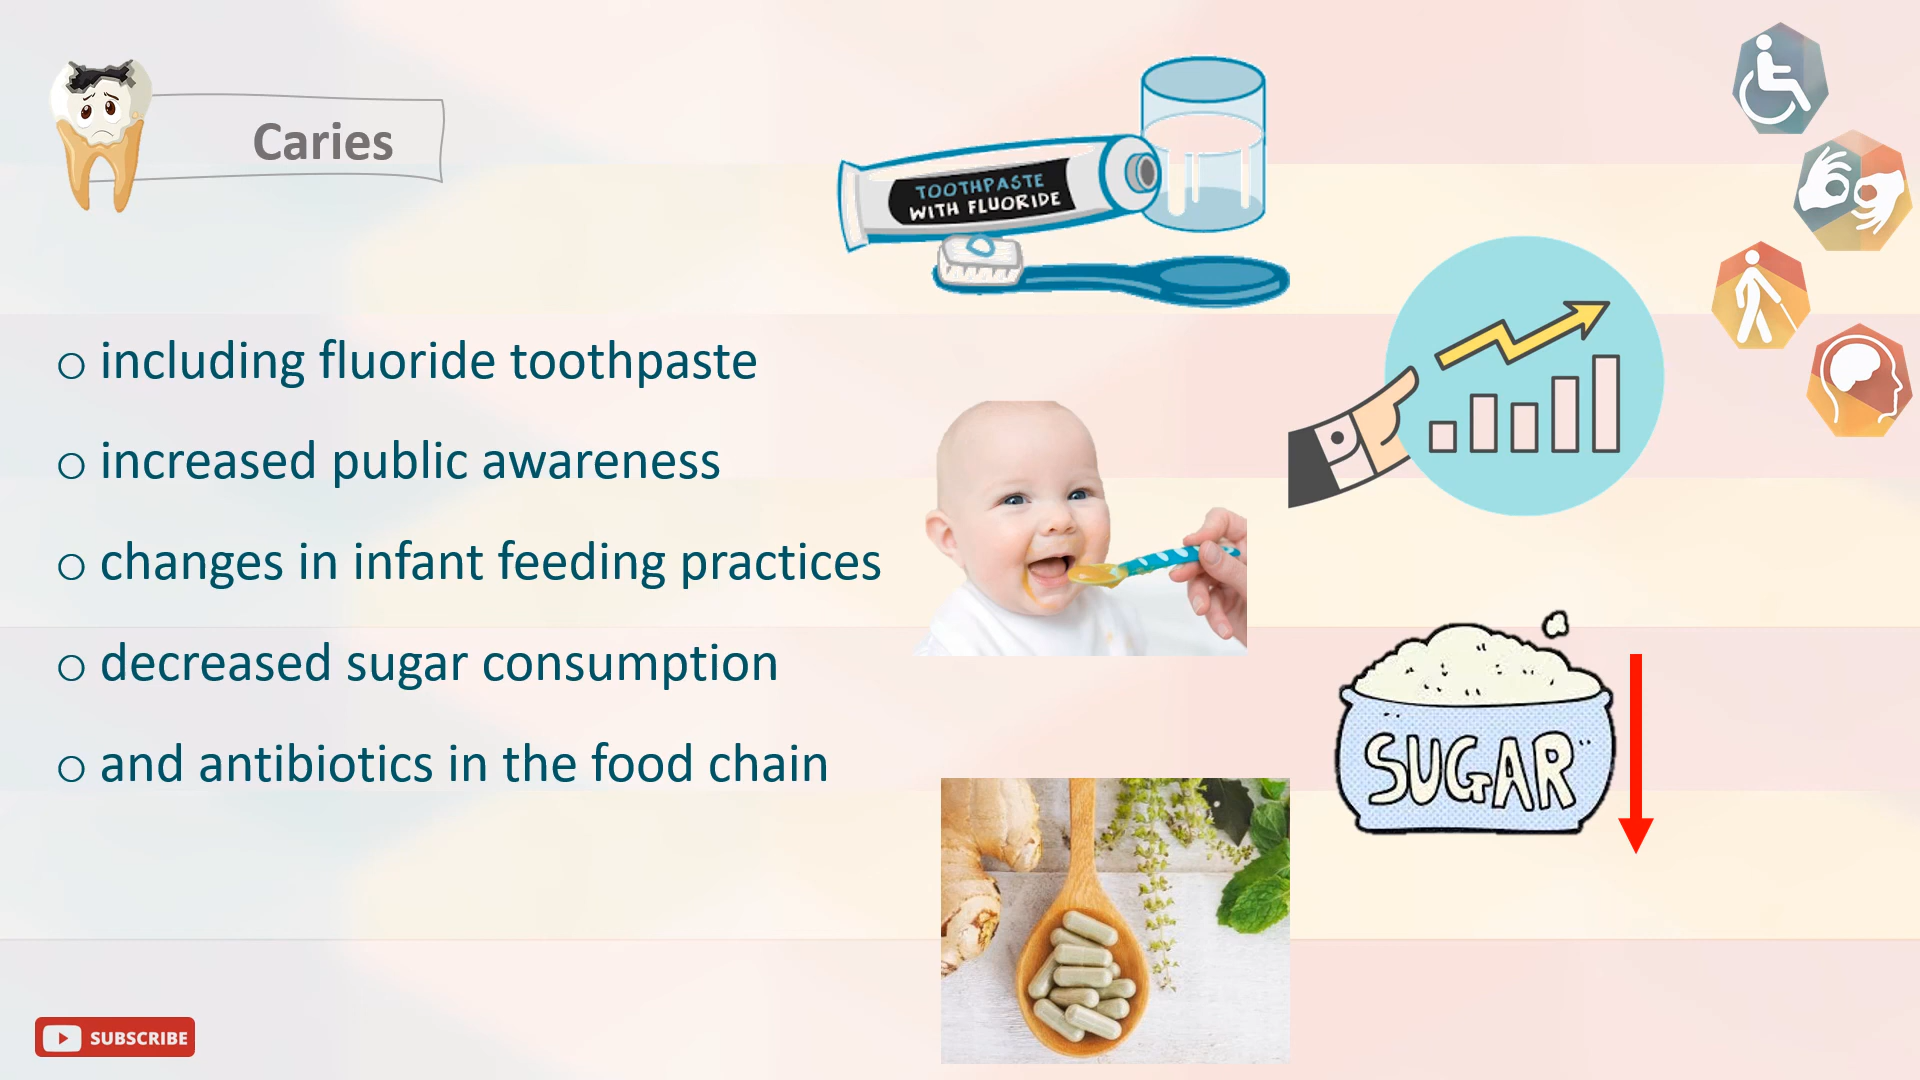 Caries
TOOTHPASTE
WITH FLUORIDE
o including fluoride toothpaste
o increased public awareness
o changes in infant feeding practices
o decreased sugar consumption
o and antibiotics in the food chain
SUGAR
SUBSCRIBE